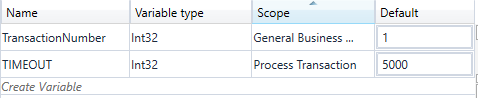 Name Variable type Scope Default
TransactionNumber Int32 General Business ... 1
TIMEOUT Int32 Process Transaction 5000
Create Variable